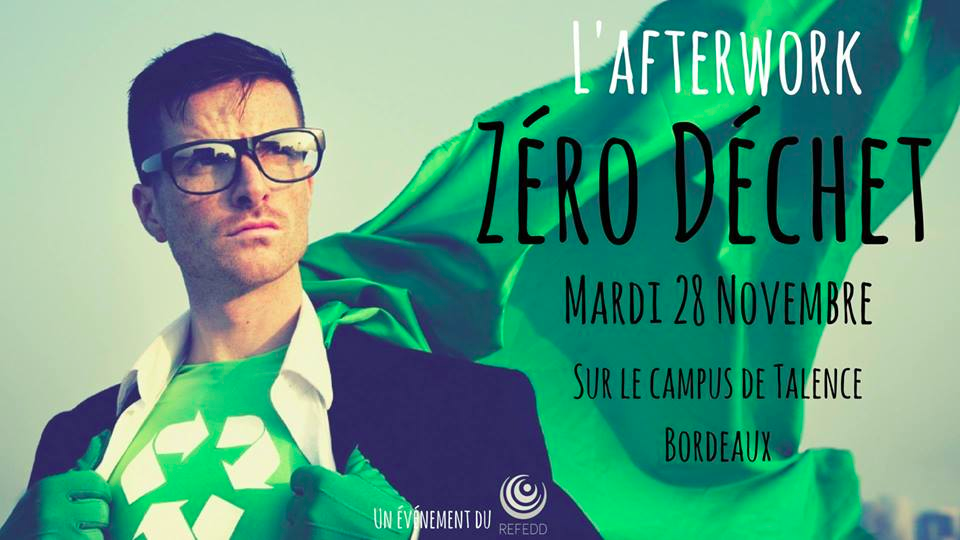 L'afterwork
Zéro Déchet
Mardi 28 Novembre
Sur le campus de Talence
Bordeaux
Un événement du
REFEDD